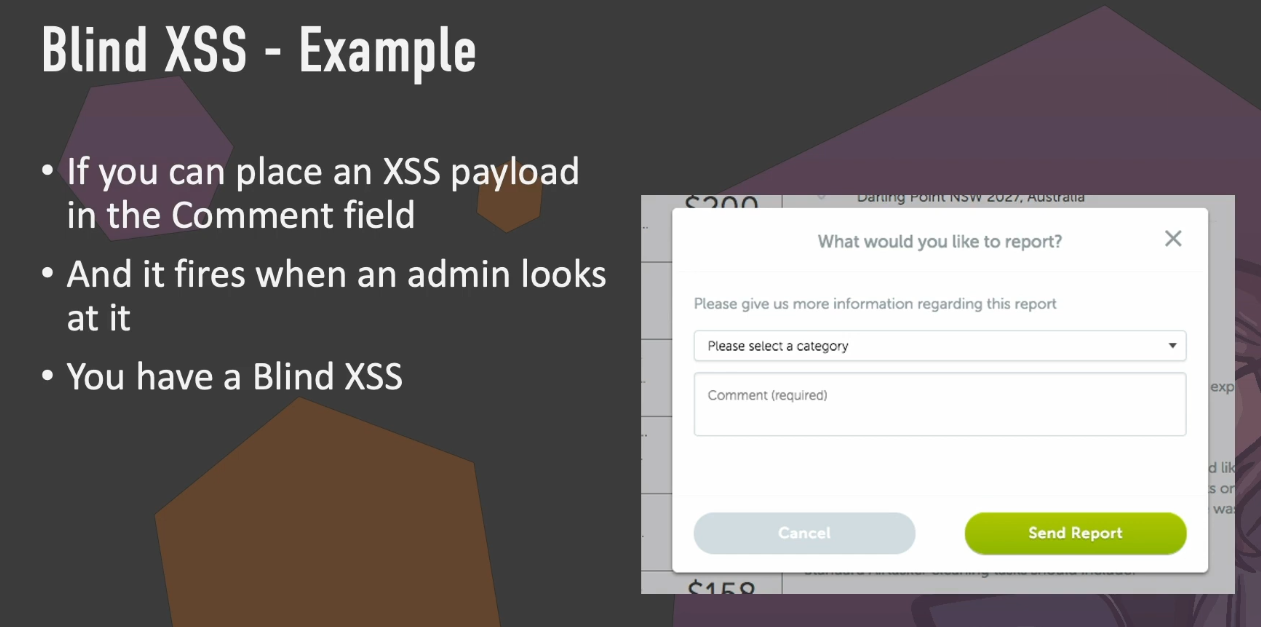 Blind XSS - Example
• If you can place an XSS payload
in the Comment field
• And it fires when an admin looks
at it
• You have a Blind XSS
$200
Darling Point NSW 2027, Australia
What would you like to report?
Please give us more information regarding this report
Please select a category
Comment (required)
exp
d lik
s or
was
Cancel
Send Report
$158